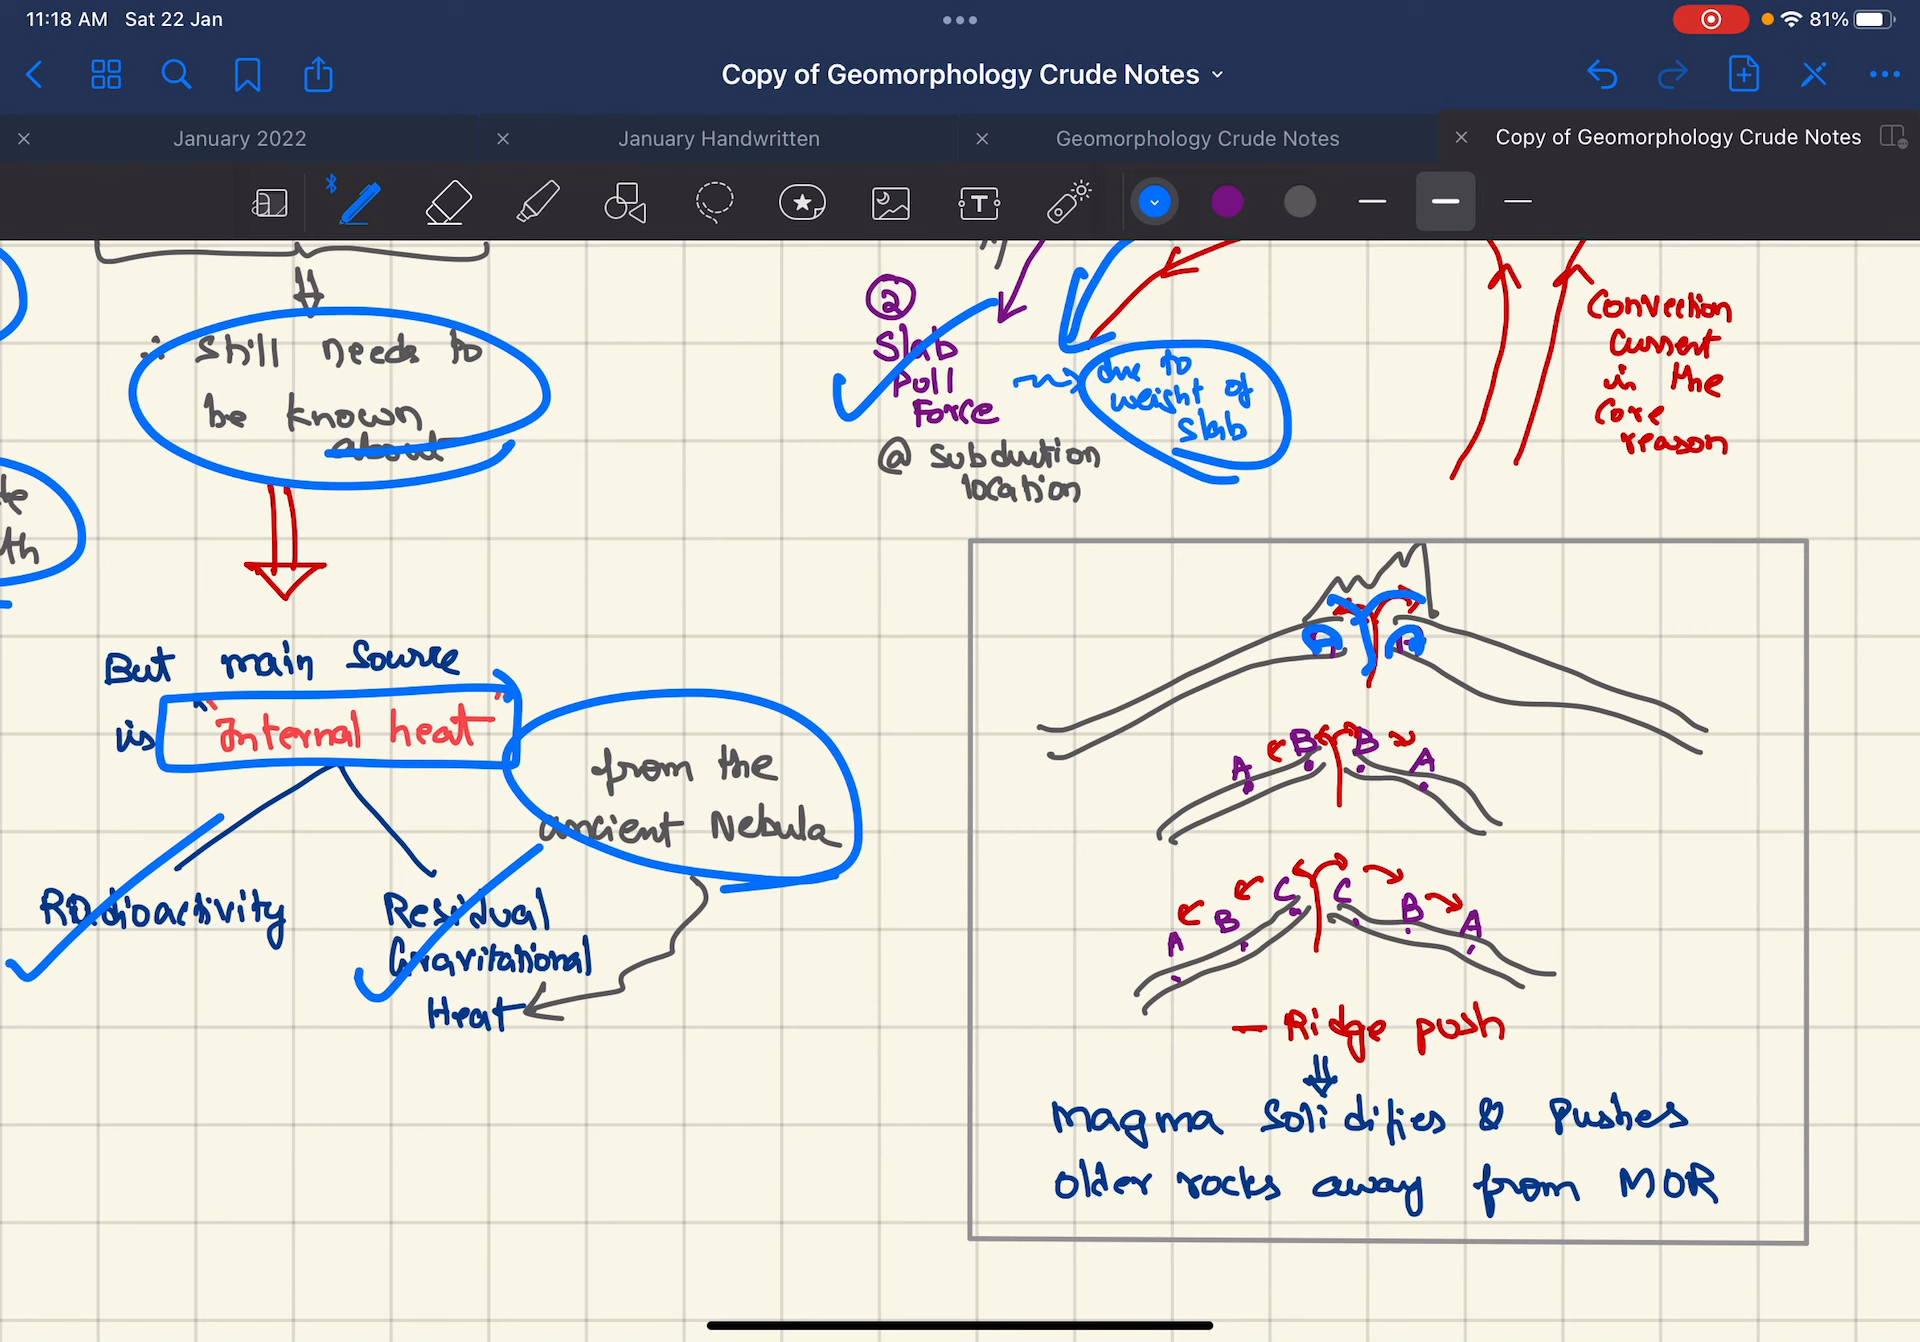 11:18 AM Sat 22 Jan
81%
Copy of Geomorphology Crude Notes
January 2022
January Handwritten
Geomorphology Crude Notes
Copy of Geomorphology Crude Notes
T
∴ Still needs to
be known
about
th
But main source
is "Internal heat"
from the
ancient Nebula
Radioactivity
Residual
Gravitational
Heat
②
Slab
Pull
Force
@ Subduction
location
due to
weight of
slab
Convection
Current
in the
Core
reason
A B B A
A B C C B A
— Ridge push
Magma Solidifies & Pushes
older rocks away from MOR